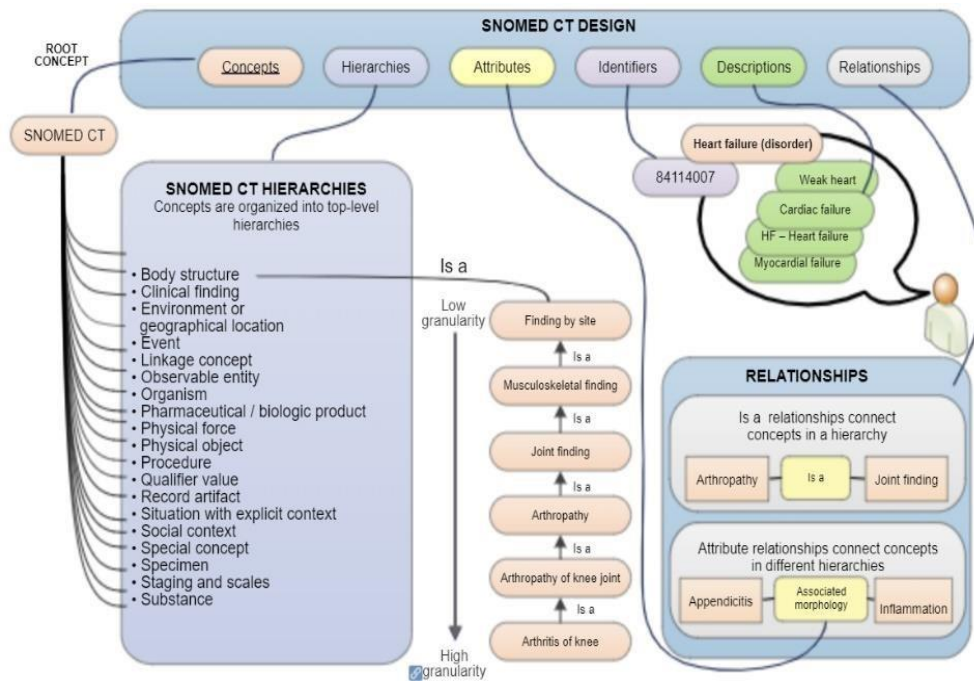 SNOMED CT DESIGN
ROOT
CONCEPT
Concepts
Hierarchies
Attributes
Identifiers
Descriptions
Relationships
SNOMED CT
Heart failure (disorder)
84114007
Weak heart
Cardiac failure
HF – Heart failure
Myocardial failure
SNOMED CT HIERARCHIES
Concepts are organized into top-level
hierarchies
• Body structure
• Clinical finding
• Environment or
geographical location
• Event
• Linkage concept
• Observable entity
• Organism
• Pharmaceutical / biologic product
• Physical force
• Physical object
• Procedure
• Qualifier value
• Record artifact
• Situation with explicit context
• Social context
• Special concept
• Specimen
• Staging and scales
• Substance
Is a
Low
granularity
High
granularity
Finding by site
Is a
Musculoskeletal finding
Is a
Joint finding
Is a
Arthropathy
Is a
Arthropathy of knee joint
Is a
Arthritis of knee
RELATIONSHIPS
Is a relationships connect
concepts in a hierarchy
Arthropathy
Is a
Joint finding
Attribute relationships connect concepts
in different hierarchies
Appendicitis
Associated
morphology
Inflammation